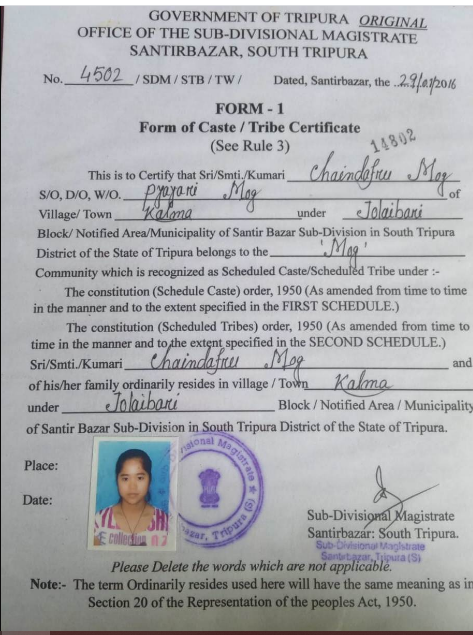 GOVERNMENT OF TRIPURA ORIGINAL
OFFICE OF THE SUB-DIVISIONAL MAGISTRATE
SANTIRBAZAR, SOUTH TRIPURA
No. 4502 / SDM / STB / TW / Dated, Santirbazar, the ..29/01/2016
FORM - 1
Form of Caste / Tribe Certificate
(See Rule 3)
14802
This is to Certify that Sri/Smti./Kumari Chaindafru Mog
S/O, D/O, W/O. Mog of
Village/ Town Kalma under Jolaibari
Block/ Notified Area/Municipality of Santir Bazar Sub-Division in South Tripura
District of the State of Tripura belongs to the 'Mog'
Community which is recognized as Scheduled Caste/Scheduled Tribe under :-
The constitution (Schedule Caste) order, 1950 (As amended from time to time
in the manner and to the extent specified in the FIRST SCHEDULE.)
The constitution (Scheduled Tribes) order, 1950 (As amended from time to
time in the manner and to the extent specified in the SECOND SCHEDULE.)
Sri/Smti./Kumari Chaindafru Mog and
of his/her family ordinarily resides in village / Town Kalma
under Jolaibari Block / Notified Area / Municipality
of Santir Bazar Sub-Division in South Tripura District of the State of Tripura.
Place:
Date:
Sub-Divisional Magistrate
Santirbazar: South Tripura.
Sub-Divisional Magistrate
Santirbazar, Tripura (S)
Please Delete the words which are not applicable.
Note:- The term Ordinarily resides used here will have the same meaning as in
Section 20 of the Representation of the peoples Act, 1950.